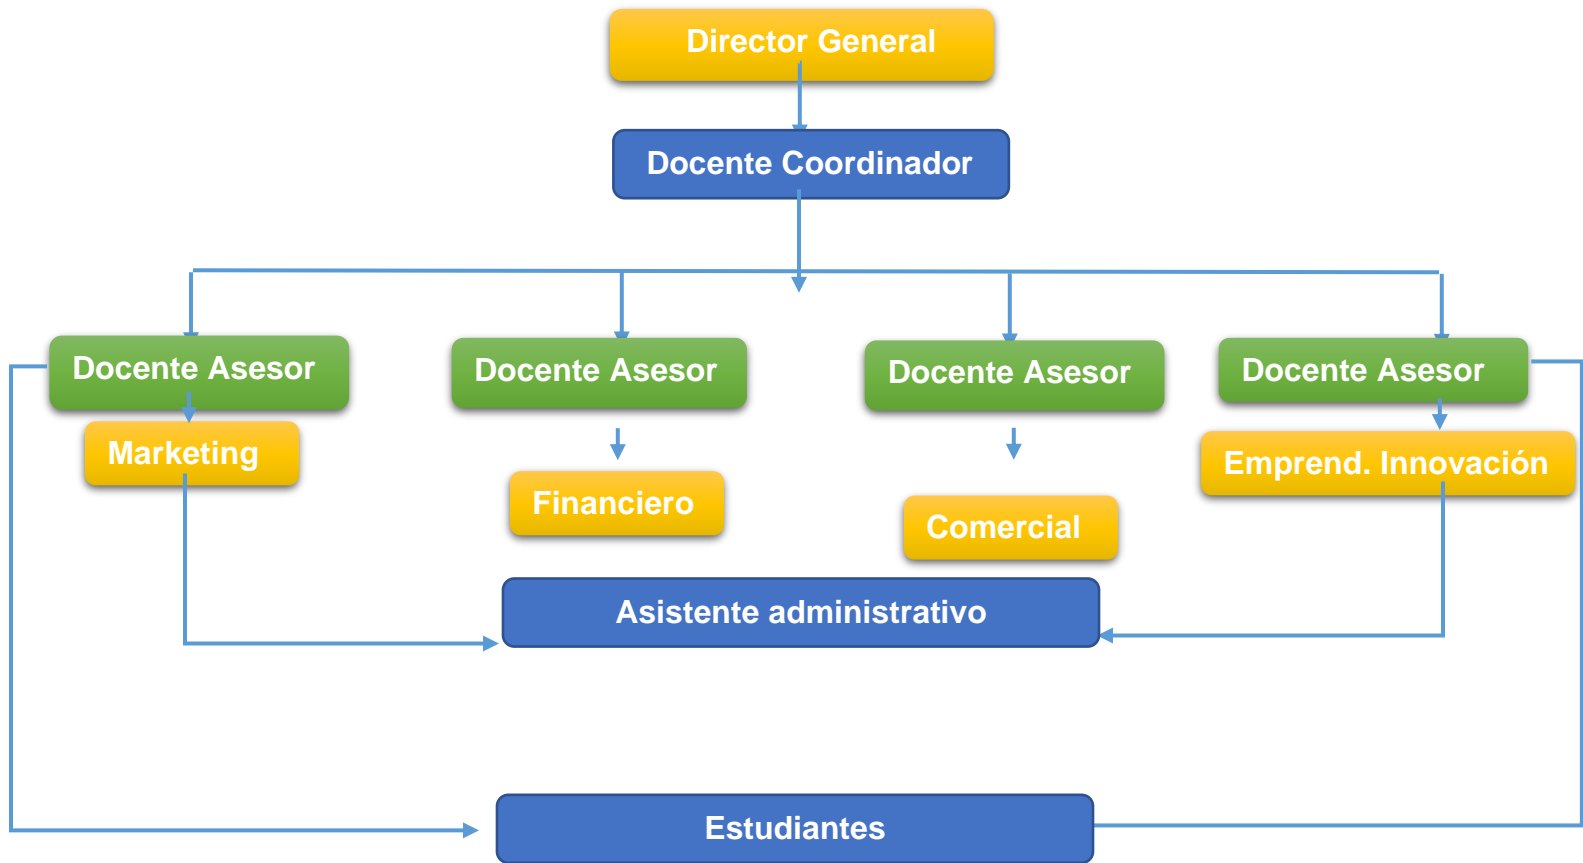 Director General
Docente Coordinador
Docente Asesor
Docente Asesor
Docente Asesor
Docente Asesor
Marketing
Financiero
Comercial
Emprend. Innovación
Asistente administrativo
Estudiantes